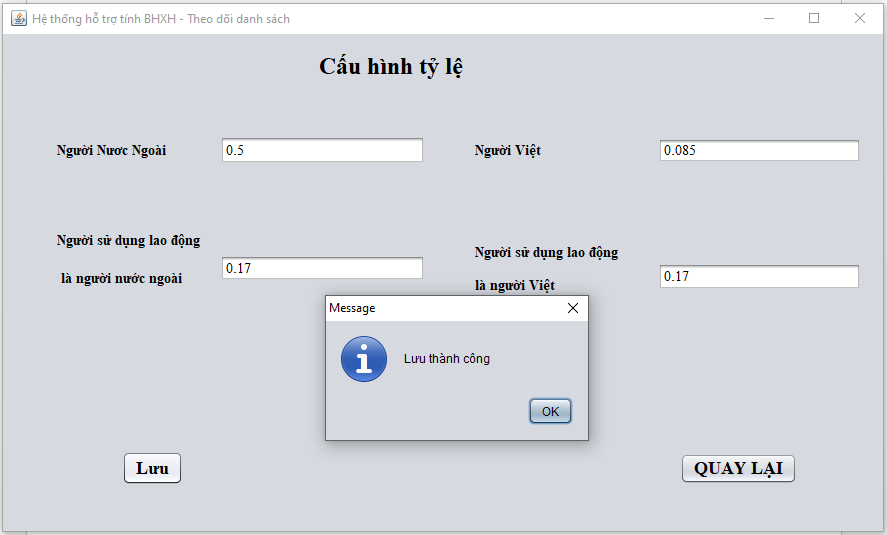 Hệ thống hỗ trợ tính BHXH - Theo dõi danh sách
Cấu hình tỷ lệ
Người Nươc Ngoài
0.5
Người Việt
0.085
Người sử dụng lao động
là người nước ngoài
0.17
Người sử dụng lao động
là người Việt
0.17
Message
Lưu thành công
OK
Lưu
QUAY LẠI